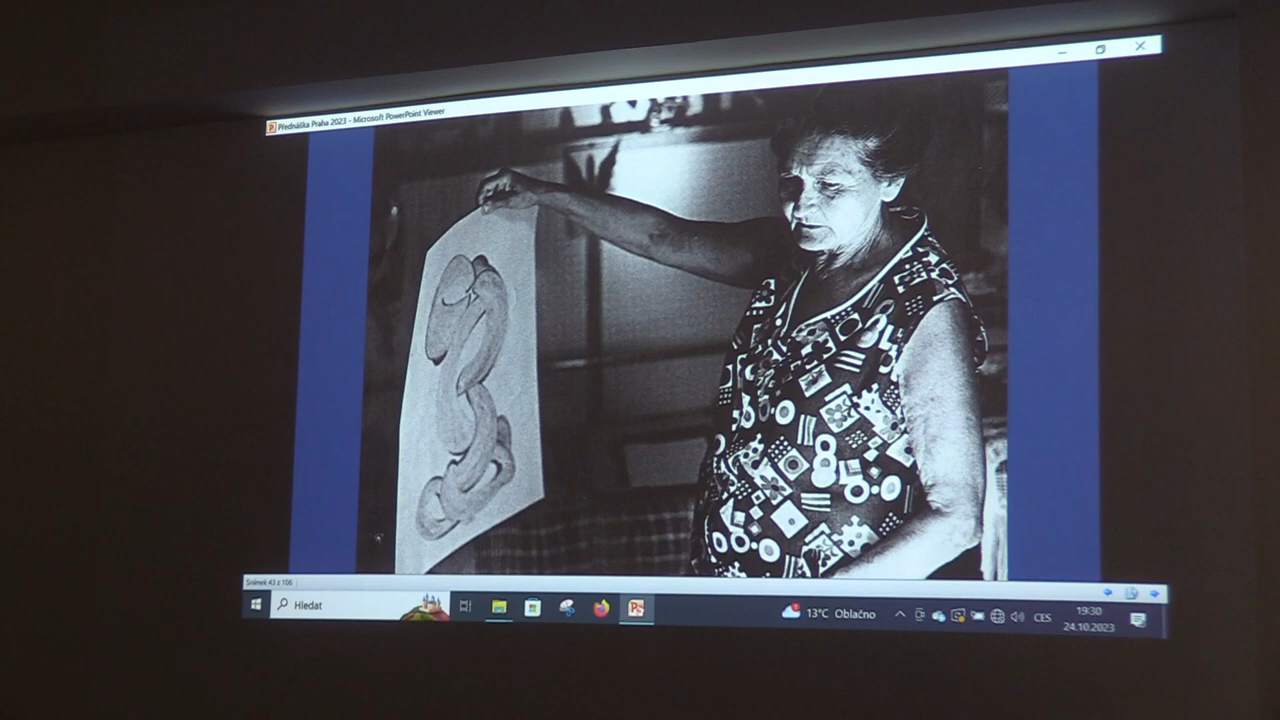 Přednáška Praha 2023 - Microsoft PowerPoint Viewer
Snímek 43 z 106
Hledat
13°C Oblačno
CES
19:30
24.10.2023